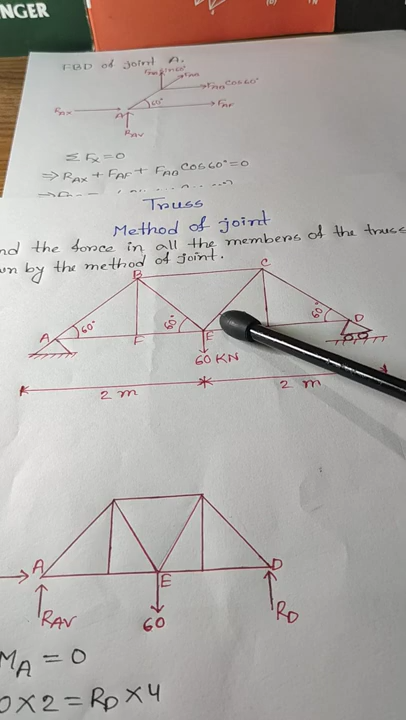 NGER
FBD of joint A.
FAB Sin60°
FAB
FAB Cos60°
RAX
A
60°
FAF
RAV
ΣFx=0
⇒ RAX + FAF + FAB Cos60°=0
Truss
Method of joint
nd the force in all the members of the truss
wn by the method of joint.
B
C
A
60°
F
60°
E
60°
D
60 KN
2 m
2 m
A
E
D
RAV
60
RD
MA = 0
0×2 = RD×4